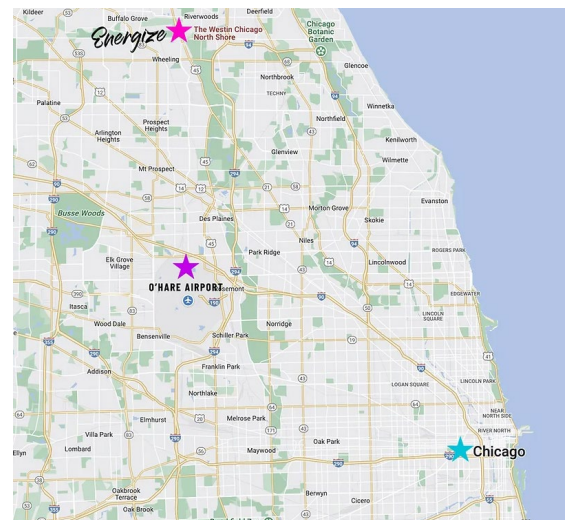 Kildeer
Buffalo Grove
Riverwoods
Deerfield
Energize
The Westin Chicago
North Shore
Chicago
Botanic
Garden
Wheeling
Glencoe
Northbrook
TECHNY
Palatine
Winnetka
Northfield
Prospect
Heights
Arlington
Heights
Kenilworth
Glenview
Wilmette
Mt Prospect
Evanston
Busse Woods
Des Plaines
Morton Grove
Skokie
Niles
Park Ridge
ROGERS PARK
Elk Grove
Village
Lincolnwood
O'HARE AIRPORT
EDGEWATER
Itasca
LINCOLN
SQUARE
Wood Dale
Norridge
Bensenville
Schiller Park
Franklin Park
Addison
LOGAN SQUARE
LINCOLN PARK
Northlake
NEAR
NORTH SIDE
Elmhurst
Melrose Park
RIVER NORTH
Villa Park
Oak Park
Lombard
Maywood
Chicago
Oakbrook
Terrace
Berwyn
Cicero
Oak Brook